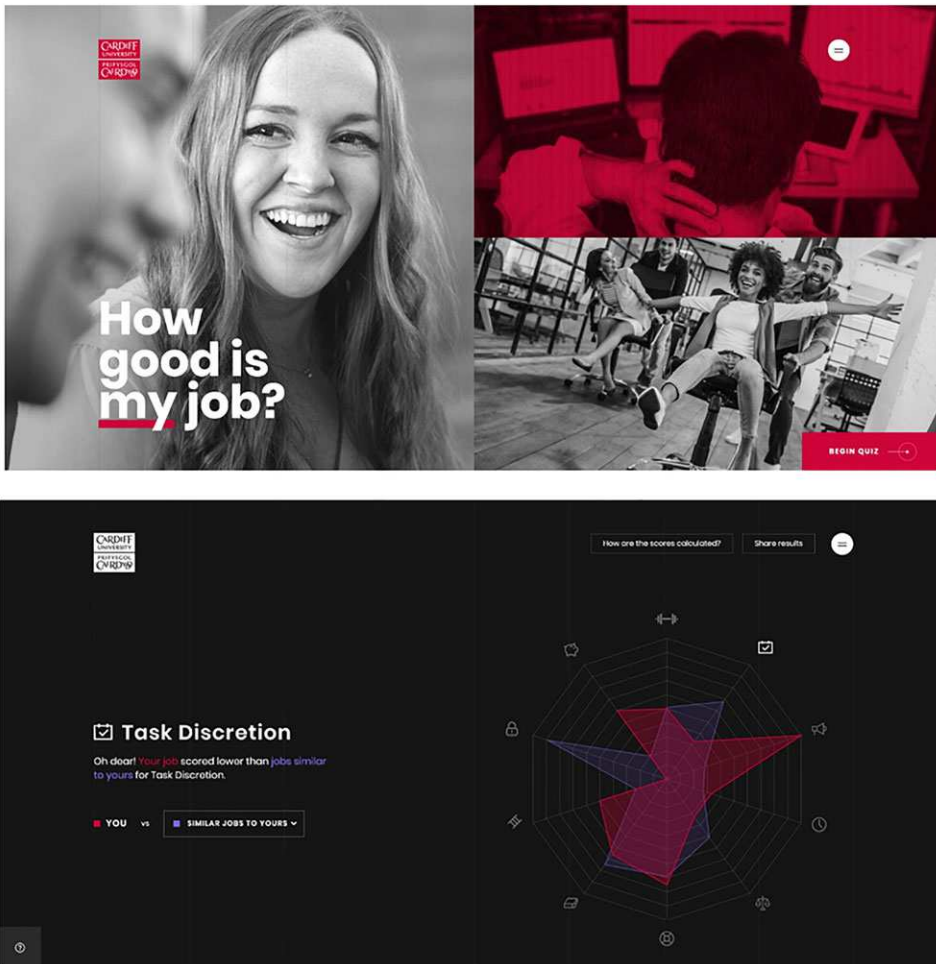 CARDIFF
UNIVERSITY
PRIFYSGOL
CAERDYDD
How
good is
my job?
BEGIN QUIZ
CARDIFF
UNIVERSITY
PRIFYSGOL
CAERDYDD
How are the scores calculated?
Share results
Task Discretion
Oh dear! Your job scored lower than jobs similar
to yours for Task Discretion.
YOU vs SIMILAR JOBS TO YOURS